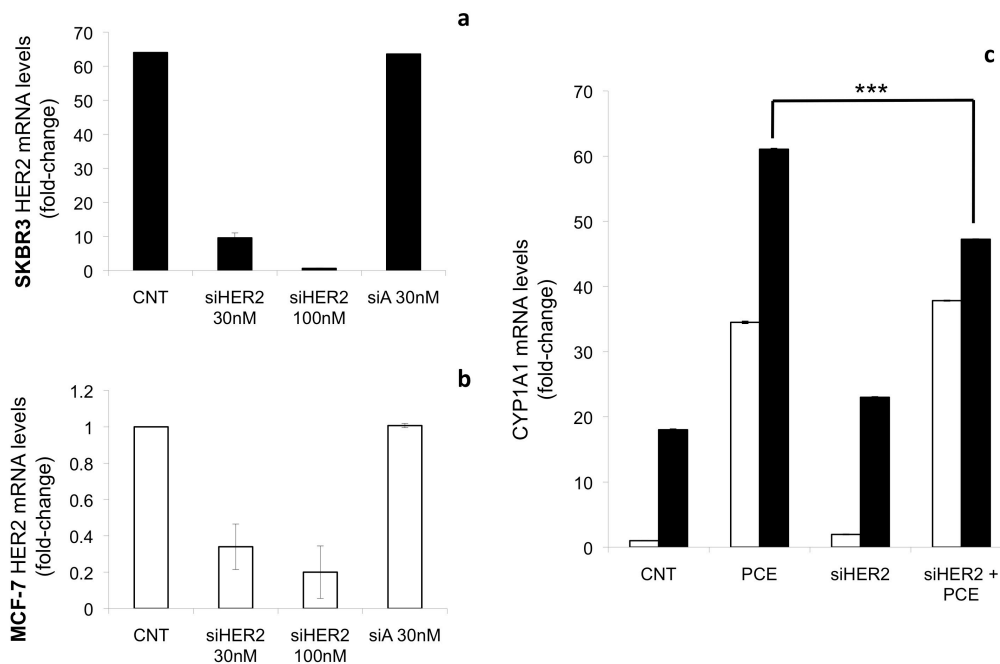 a
SKBR3 HER2 mRNA levels
(fold-change)
70
60
50
40
30
20
10
0
CNT
siHER2
30nM
siHER2
100nM
siA 30nM
b
MCF-7 HER2 mRNA levels
(fold-change)
1.2
1
0.8
0.6
0.4
0.2
0
CNT
siHER2
30nM
siHER2
100nM
siA 30nM
c
CYP1A1 mRNA levels
(fold-change)
70
60
50
40
30
20
10
0
***
CNT
PCE
siHER2
siHER2 +
PCE